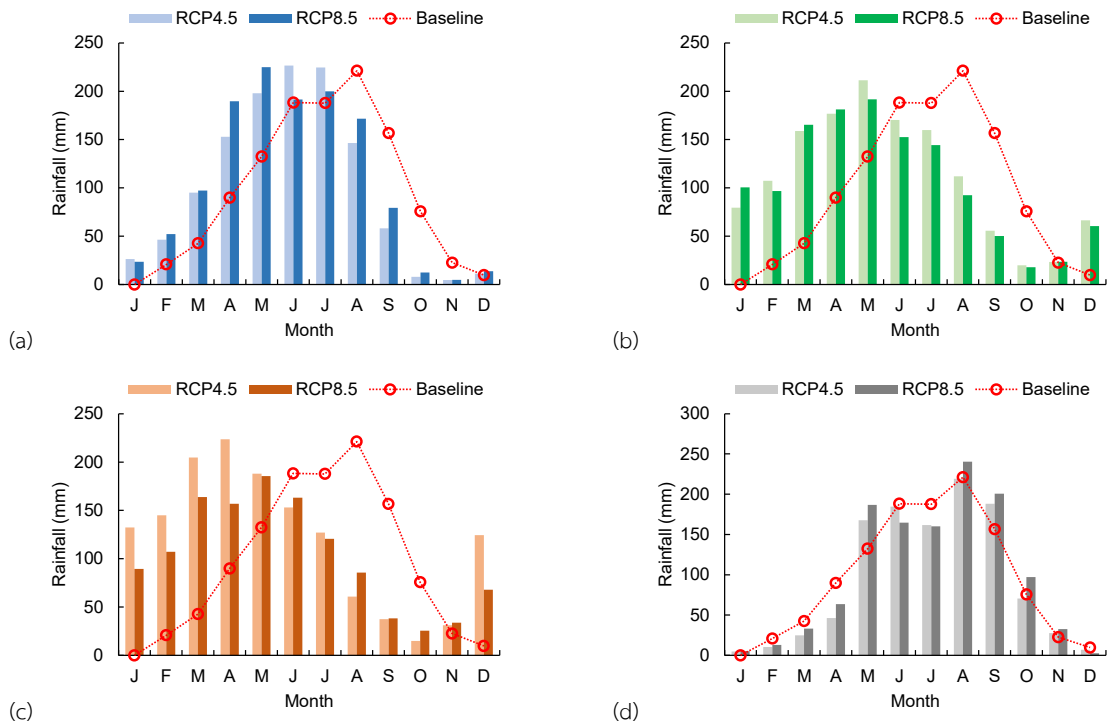 RCP4.5 RCP8.5 Baseline
250
200
150
100
50
0
Rainfall (mm)
J F M A M J J A S O N D
Month
(a)
RCP4.5 RCP8.5 Baseline
250
200
150
100
50
0
Rainfall (mm)
J F M A M J J A S O N D
Month
(b)
RCP4.5 RCP8.5 Baseline
250
200
150
100
50
0
Rainfall (mm)
J F M A M J J A S O N D
Month
(c)
RCP4.5 RCP8.5 Baseline
300
250
200
150
100
50
0
Rainfall (mm)
J F M A M J J A S O N D
Month
(d)